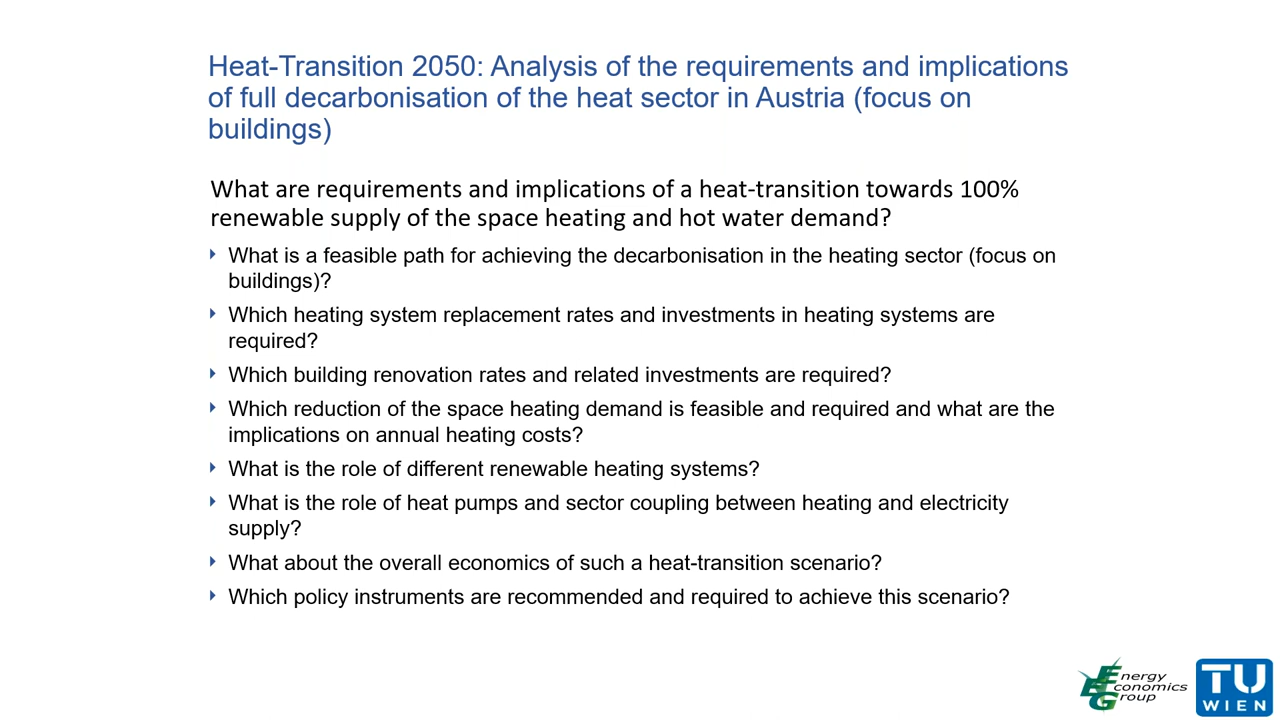 Heat-Transition 2050: Analysis of the requirements and implications
of full decarbonisation of the heat sector in Austria (focus on
buildings)
What are requirements and implications of a heat-transition towards 100%
renewable supply of the space heating and hot water demand?
What is a feasible path for achieving the decarbonisation in the heating sector (focus on
buildings)?
Which heating system replacement rates and investments in heating systems are
required?
Which building renovation rates and related investments are required?
Which reduction of the space heating demand is feasible and required and what are the
implications on annual heating costs?
What is the role of different renewable heating systems?
What is the role of heat pumps and sector coupling between heating and electricity
supply?
What about the overall economics of such a heat-transition scenario?
Which policy instruments are recommended and required to achieve this scenario?
Energy
Economics
Group
TU
WIEN